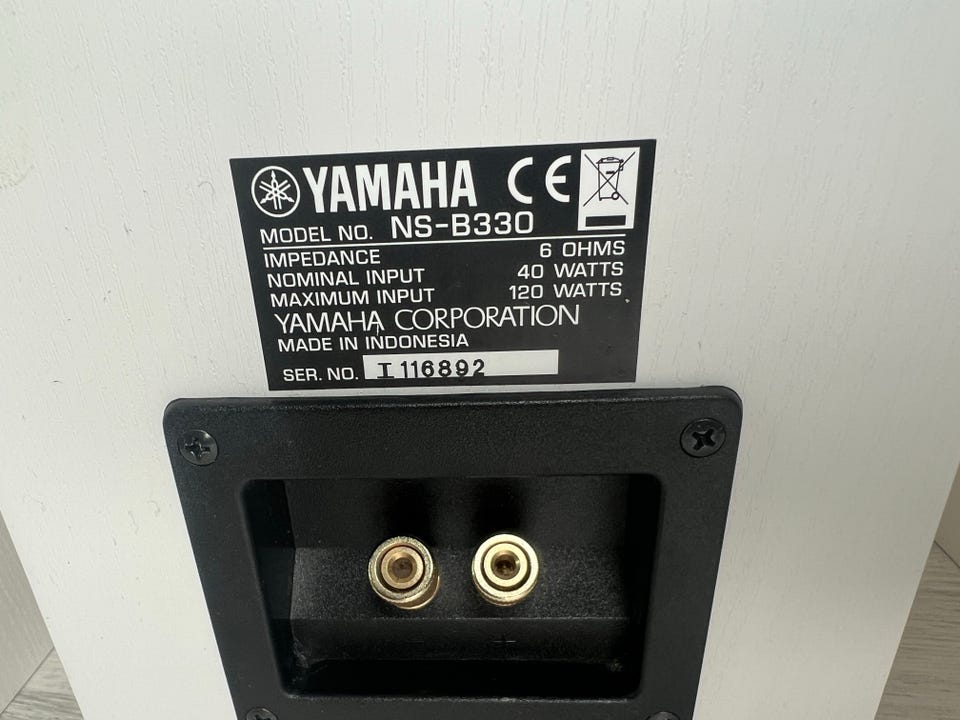 YAMAHA CE
MODEL NO. NS-B330
IMPEDANCE 6 OHMS
NOMINAL INPUT 40 WATTS
MAXIMUM INPUT 120 WATTS
YAMAHA CORPORATION
MADE IN INDONESIA
SER. NO. I 116892
- +